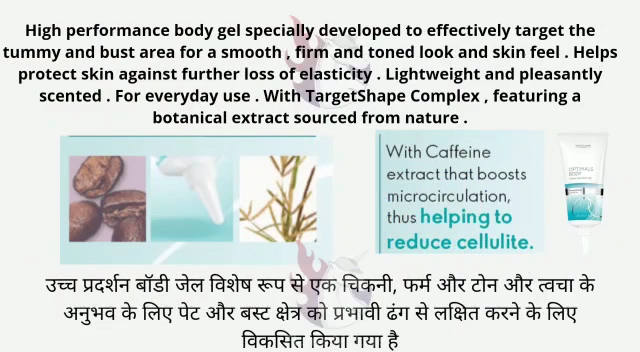 High performance body gel specially developed to effectively target the
tummy and bust area for a smooth , firm and toned look and skin feel . Helps
protect skin against further loss of elasticity . Lightweight and pleasantly
scented . For everyday use . With TargetShape Complex , featuring a
botanical extract sourced from nature .
With Caffeine
extract that boosts
microcirculation,
thus helping to
reduce cellulite.
OPTIMALS
BODY
उच्च प्रदर्शन बॉडी जेल विशेष रूप से एक चिकनी, फर्म और टोन और त्वचा के
अनुभव के लिए पेट और बस्ट क्षेत्र को प्रभावी ढंग से लक्षित करने के लिए
विकसित किया गया है